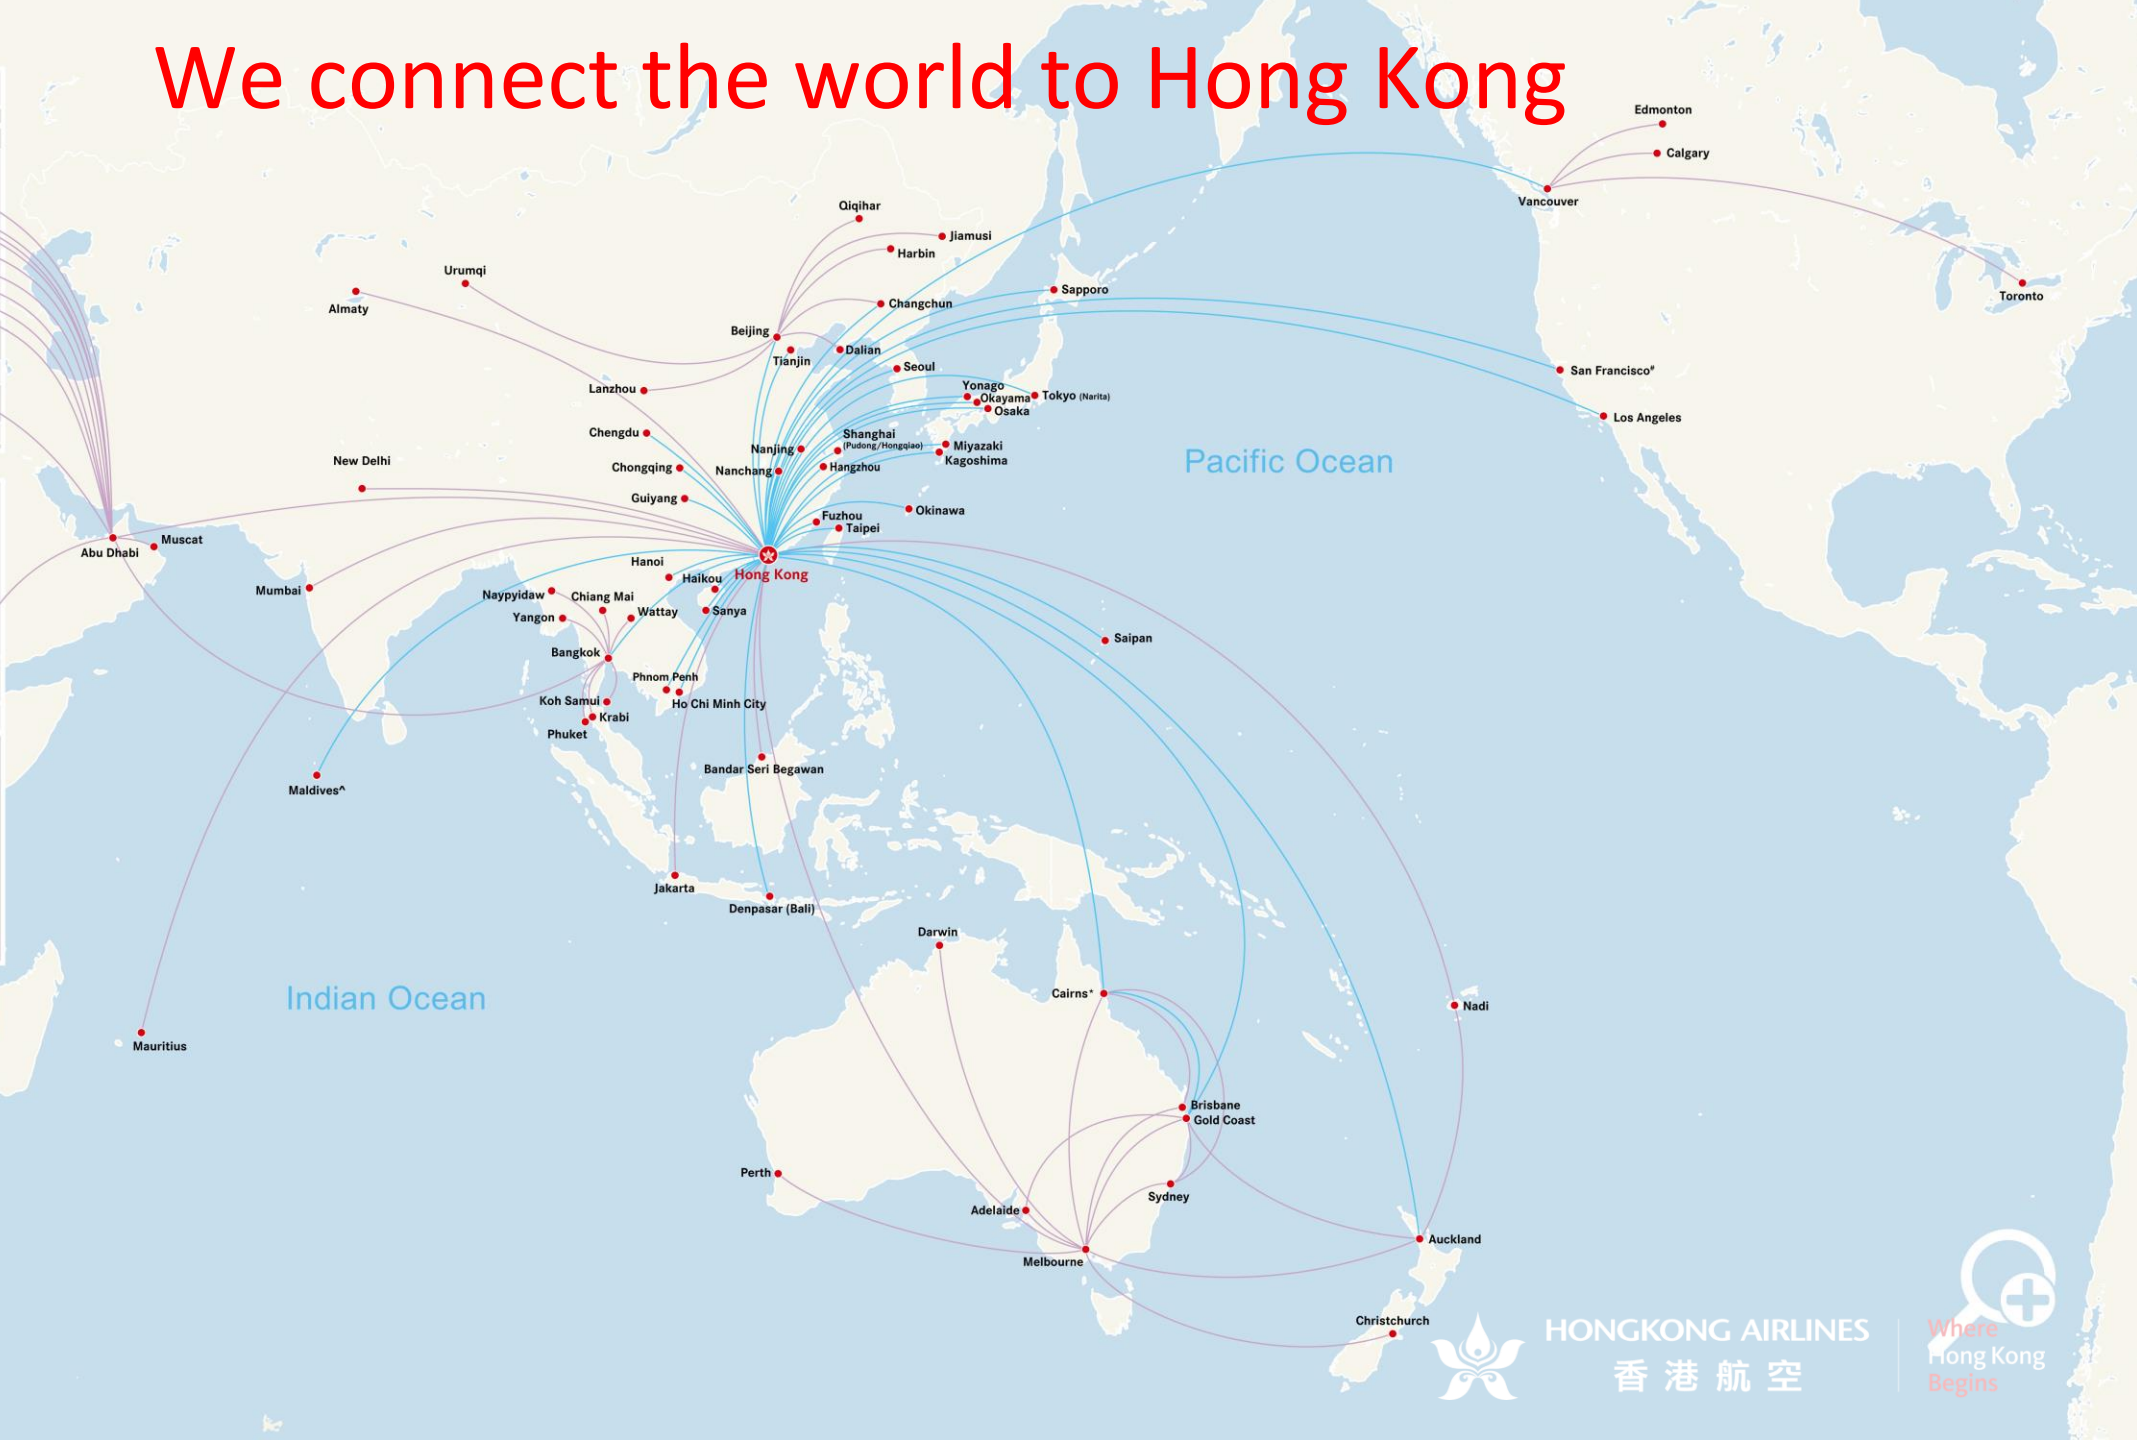 We connect the world to Hong Kong
Edmonton
Calgary
Vancouver
Toronto
Qiqihar
Jiamusi
Harbin
Urumqi
Almaty
Changchun
Sapporo
Beijing
Tianjin
Dalian
Seoul
San Francisco#
Lanzhou
Yonago
Okayama
Tokyo (Narita)
Osaka
Los Angeles
Chengdu
Shanghai
(Pudong/Hongqiao)
Nanjing
Miyazaki
Kagoshima
Pacific Ocean
New Delhi
Chongqing
Nanchang
Hangzhou
Guiyang
Okinawa
Fuzhou
Taipei
Abu Dhabi
Muscat
Hanoi
Haikou
Hong Kong
Mumbai
Naypyidaw
Chiang Mai
Yangon
Wattay
Sanya
Saipan
Bangkok
Phnom Penh
Koh Samui
Ho Chi Minh City
Krabi
Phuket
Bandar Seri Begawan
Maldives^
Jakarta
Denpasar (Bali)
Darwin
Cairns*
Indian Ocean
Nadi
Mauritius
Brisbane
Gold Coast
Perth
Sydney
Adelaide
Auckland
Melbourne
Christchurch
HONGKONG AIRLINES
香港航空
Where
Hong Kong
Begins